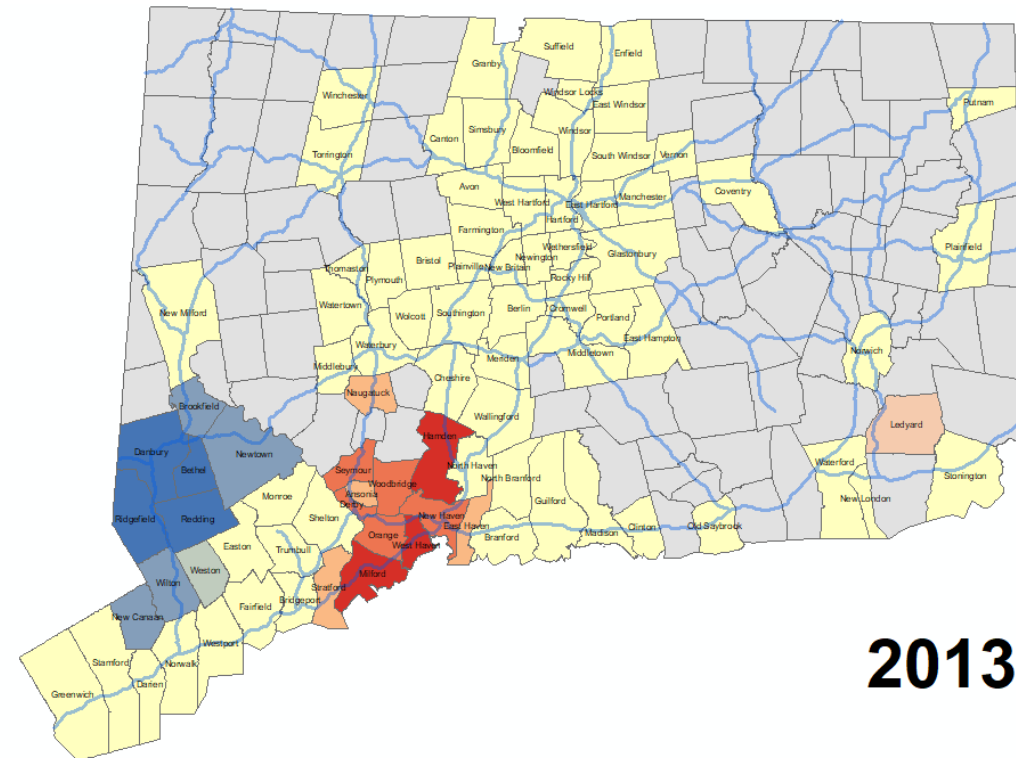 Suffield
Enfield
Granby
Windsor Locks
Winchester
East Windsor
Putnam
Simsbury
Windsor
Canton
Bloomfield
Torrington
South Windsor
Vernon
Avon
Coventry
West Hartford
Manchester
East Hartford
Hartford
Farmington
Wethersfield
Plainfield
Glastonbury
Newington
Bristol
Plainville
New Britain
Thomaston
Rocky Hill
Plymouth
Watertown
New Milford
Wolcott
Southington
Berlin
Cromwell
Portland
East Hampton
Waterbury
Norwich
Middletown
Meriden
Middlebury
Cheshire
Naugatuck
Brookfield
Wallingford
Ledyard
Hamden
Danbury
Newtown
Waterford
North Haven
Bethel
Seymour
Stonington
North Branford
Woodbridge
Monroe
Ansonia
New London
Guilford
Derby
New Haven
Ridgefield
Redding
Shelton
East Haven
Old Saybrook
Clinton
Madison
Orange
Branford
Easton
West Haven
Trumbull
Weston
Milford
Wilton
Stratford
Bridgeport
Fairfield
New Canaan
Westport
Stamford
Norwalk
Darien
Greenwich
2013